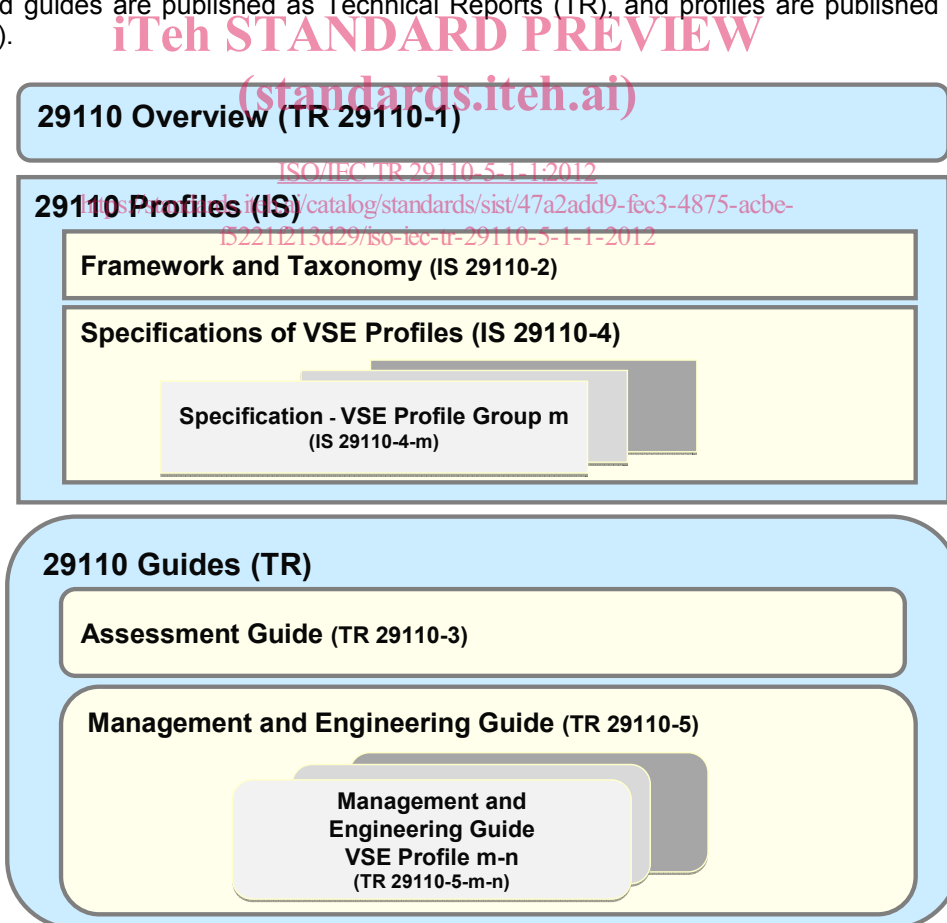 d guides are published as Technical Reports (TR), and profiles are published
).
iTeh STANDARD PREVIEW
(standards.iteh.ai)
29110 Overview (TR 29110-1)
ISO/IEC TR 29110-5-1-1:2012
29110 Profiles (IS)
https://standards.iteh.ai/catalog/standards/sist/47a2add9-fec3-4875-acbe-
f5221f213d29/iso-iec-tr-29110-5-1-1-2012
Framework and Taxonomy (IS 29110-2)
Specifications of VSE Profiles (IS 29110-4)
Specification - VSE Profile Group m
(IS 29110-4-m)
29110 Guides (TR)
Assessment Guide (TR 29110-3)
Management and Engineering Guide (TR 29110-5)
Management and
Engineering Guide
VSE Profile m-n
(TR 29110-5-m-n)